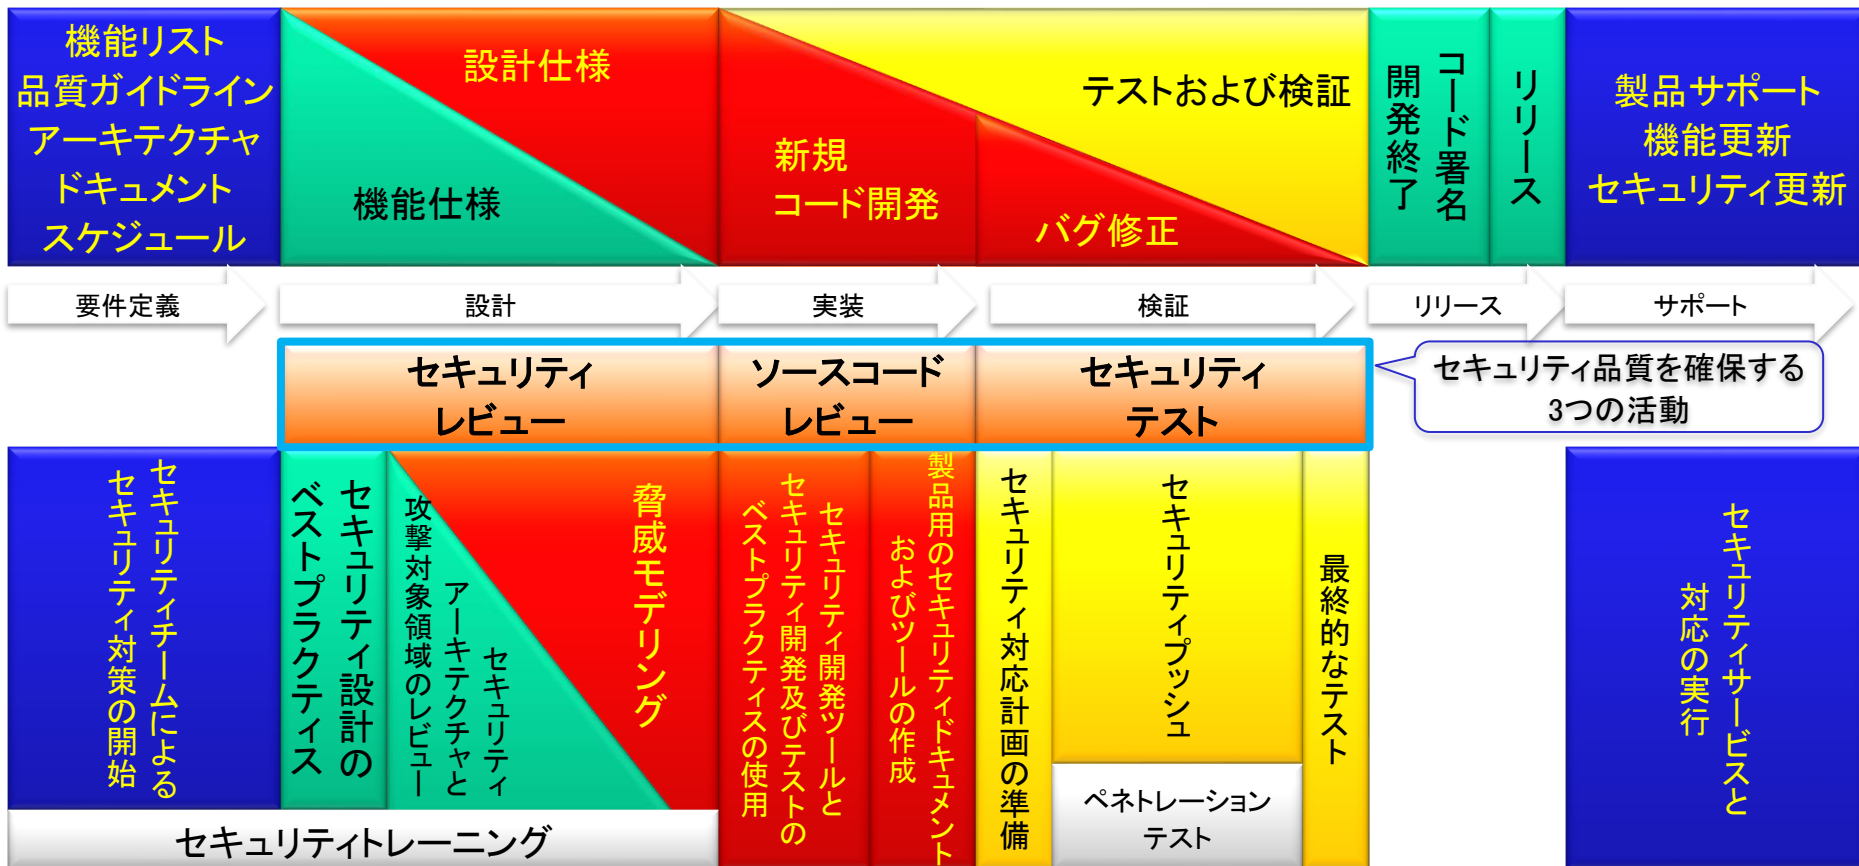 機能リスト
品質ガイドライン
アーキテクチャ
ドキュメント
スケジュール
設計仕様
機能仕様
新規
コード開発
テストおよび検証
バグ修正
コード署名
開発終了
リリース
製品サポート
機能更新
セキュリティ更新
要件定義
設計
実装
検証
リリース
サポート
セキュリティ
レビュー
ソースコード
レビュー
セキュリティ
テスト
セキュリティ品質を確保する
3つの活動
セキュリティチームによる
セキュリティ対策の開始
セキュリティ設計の
ベストプラクティス
セキュリティ
アーキテクチャと
攻撃対象領域のレビュー
脅威モデリング
セキュリティ開発ツールと
セキュリティ開発及びテストの
ベストプラクティスの使用
製品用のセキュリティドキュメント
およびツールの作成
セキュリティ対応計画の準備
セキュリティプッシュ
ペネトレーション
テスト
最終的なテスト
セキュリティサービスと
対応の実行
セキュリティトレーニング